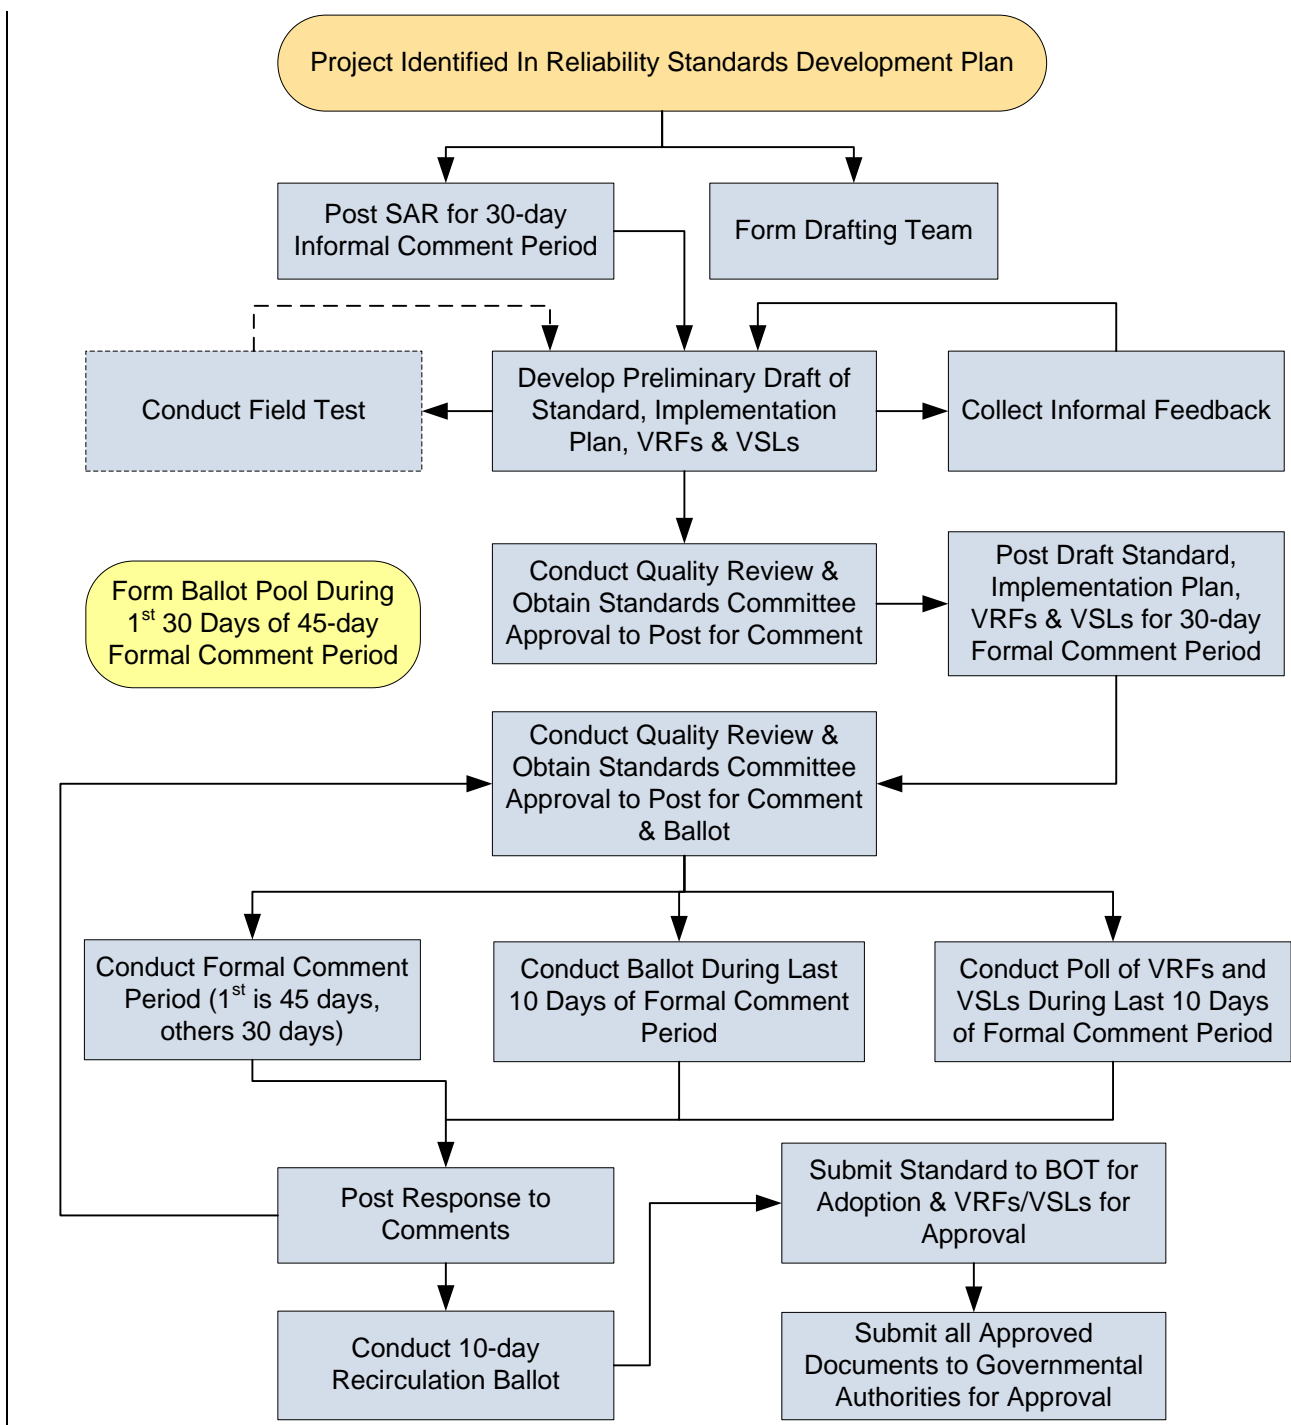 Project Identified In Reliability Standards Development Plan
Post SAR for 30-day
Informal Comment Period
Form Drafting Team
Conduct Field Test
Develop Preliminary Draft of
Standard, Implementation
Plan, VRFs & VSLs
Collect Informal Feedback
Form Ballot Pool During
1st 30 Days of 45-day
Formal Comment Period
Conduct Quality Review &
Obtain Standards Committee
Approval to Post for Comment
Post Draft Standard,
Implementation Plan,
VRFs & VSLs for 30-day
Formal Comment Period
Conduct Quality Review &
Obtain Standards Committee
Approval to Post for Comment
& Ballot
Conduct Formal Comment
Period (1st is 45 days,
others 30 days)
Conduct Ballot During Last
10 Days of Formal Comment
Period
Conduct Poll of VRFs and
VSLs During Last 10 Days
of Formal Comment Period
Post Response to
Comments
Submit Standard to BOT for
Adoption & VRFs/VSLs for
Approval
Conduct 10-day
Recirculation Ballot
Submit all Approved
Documents to Governmental
Authorities for Approval